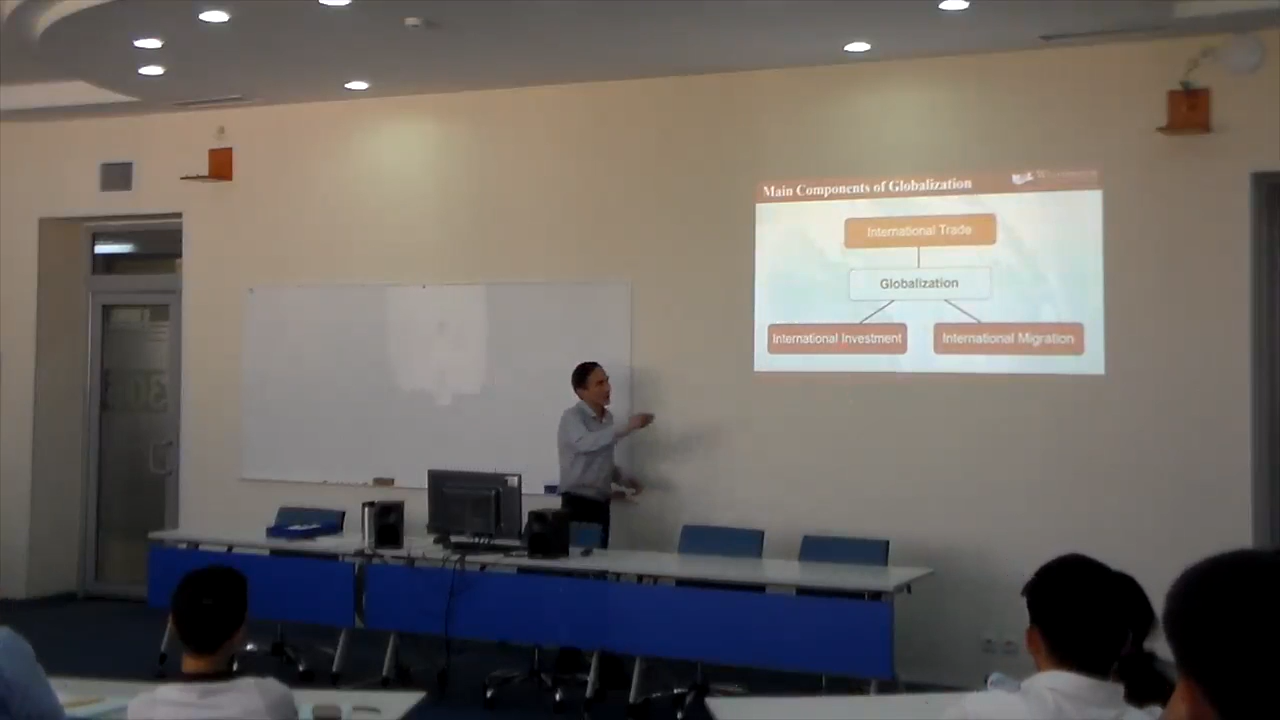 Main Components of Globalization
International Trade
Globalization
International Investment
International Migration